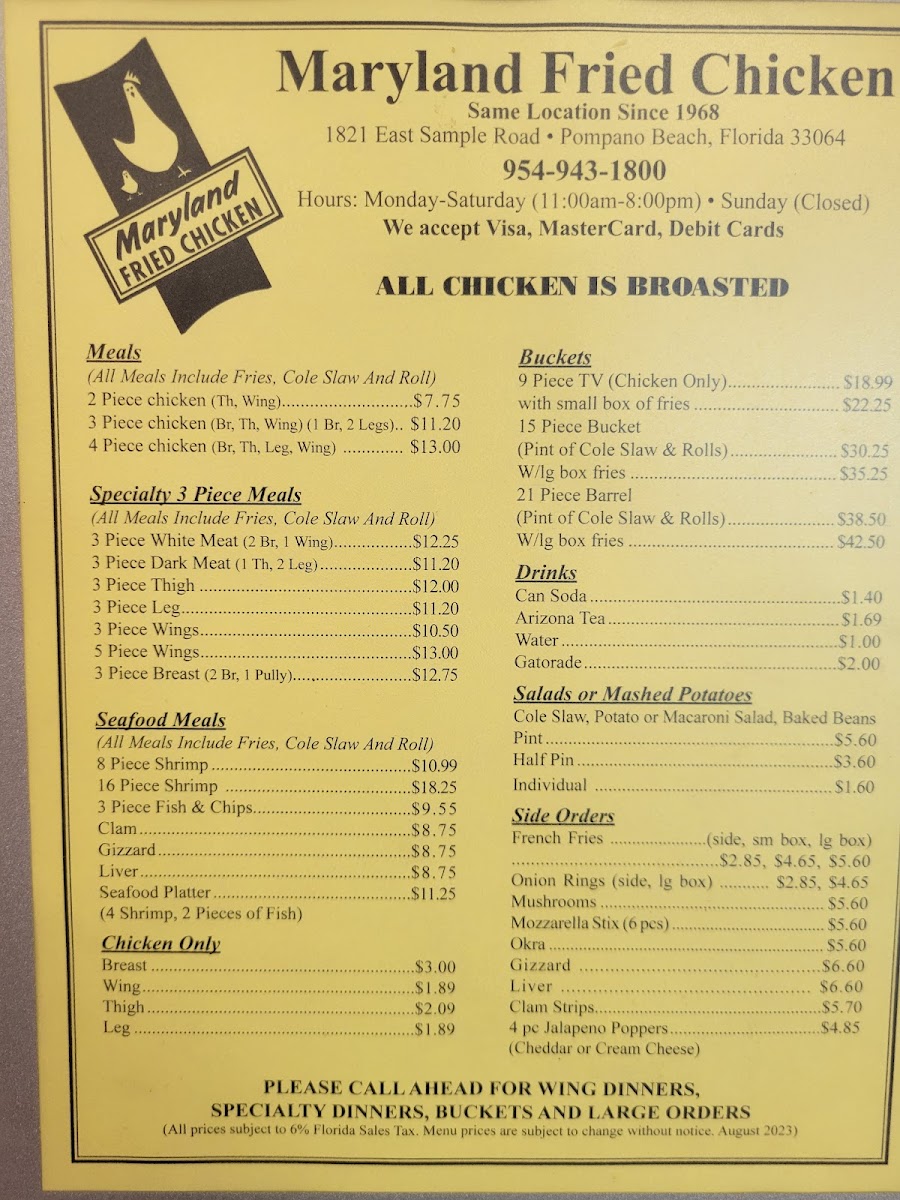 Maryland Fried Chicken
Same Location Since 1968
1821 East Sample Road • Pompano Beach, Florida 33064
954-943-1800
Hours: Monday-Saturday (11:00am-8:00pm) • Sunday (Closed)
We accept Visa, MasterCard, Debit Cards
Maryland
FRIED CHICKEN
ALL CHICKEN IS BROASTED
Meals
(All Meals Include Fries, Cole Slaw And Roll)
2 Piece chicken (Th, Wing)............................$7.75
3 Piece chicken (Br, Th, Wing) (1 Br, 2 Legs).. $11.20
4 Piece chicken (Br, Th, Leg, Wing) ............. $13.00
Specialty 3 Piece Meals
(All Meals Include Fries, Cole Slaw And Roll)
3 Piece White Meat (2 Br, 1 Wing).................$12.25
3 Piece Dark Meat (1 Th, 2 Leg)....................$11.20
3 Piece Thigh ...............................................$12.00
3 Piece Leg..................................................$11.20
3 Piece Wings..............................................$10.50
5 Piece Wings..............................................$13.00
3 Piece Breast (2 Br, 1 Pully)..........................$12.75
Seafood Meals
(All Meals Include Fries, Cole Slaw And Roll)
8 Piece Shrimp ...........................................$10.99
16 Piece Shrimp ........................................$18.25
3 Piece Fish & Chips..................................$9.55
Clam...........................................................$8.75
Gizzard.......................................................$8.75
Liver...........................................................$8.75
Seafood Platter...........................................$11.25
(4 Shrimp, 2 Pieces of Fish)
Chicken Only
Breast .........................................................$3.00
Wing...........................................................$1.89
Thigh..........................................................$2.09
Leg ............................................................$1.89
Buckets
9 Piece TV (Chicken Only)........................ $18.99
with small box of fries ............................... $22.25
15 Piece Bucket
(Pint of Cole Slaw & Rolls)....................... $30.25
W/lg box fries ............................................ $35.25
21 Piece Barrel
(Pint of Cole Slaw & Rolls)....................... $38.50
W/lg box fries ............................................ $42.50
Drinks
Can Soda.....................................................$1.40
Arizona Tea.................................................$1.69
Water...........................................................$1.00
Gatorade......................................................$2.00
Salads or Mashed Potatoes
Cole Slaw, Potato or Macaroni Salad, Baked Beans
Pint..............................................................$5.60
Half Pin.......................................................$3.60
Individual ...................................................$1.60
Side Orders
French Fries .....................(side, sm box, lg box)
.............................................$2.85, $4.65, $5.60
Onion Rings (side, lg box) ........... $2.85, $4.65
Mushrooms ................................................ $5.60
Mozzarella Stix (6 pcs)................................. $5.60
Okra ........................................................... $5.60
Gizzard .....................................................$6.60
Liver .........................................................$6.60
Clam Strips.................................................$5.70
4 pc Jalapeno Poppers.................................$4.85
(Cheddar or Cream Cheese)
PLEASE CALL AHEAD FOR WING DINNERS,
SPECIALTY DINNERS, BUCKETS AND LARGE ORDERS
(All prices subject to 6% Florida Sales Tax. Menu prices are subject to change without notice. August 2023)